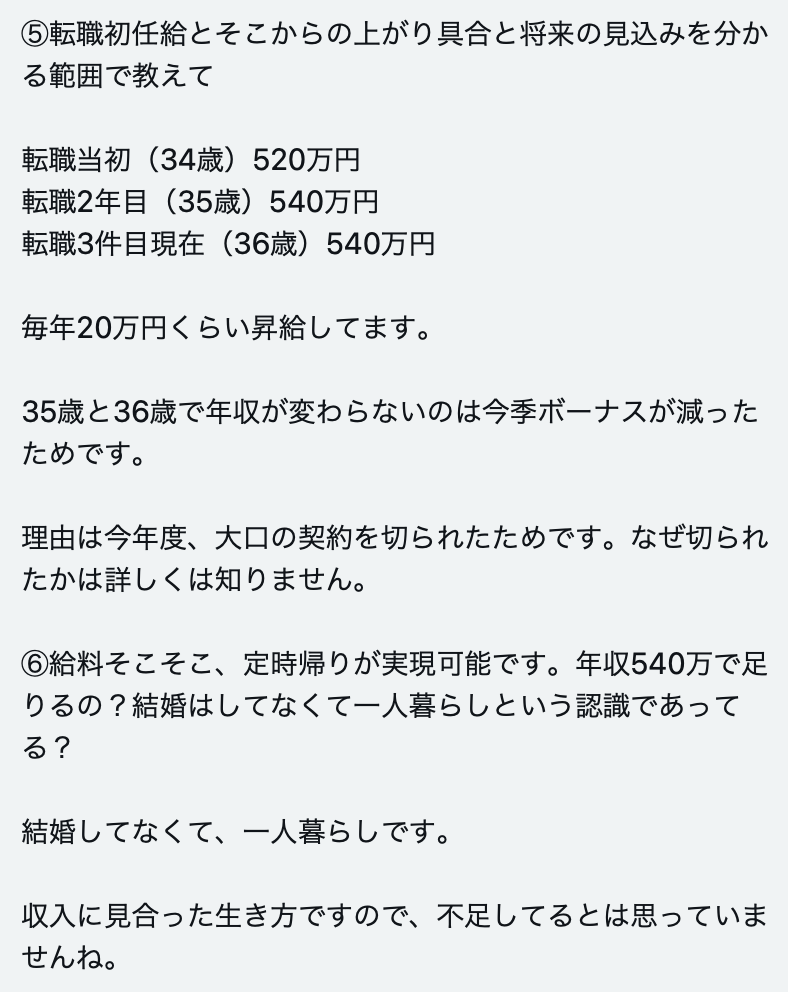 ⑤転職初任給とそこからの上がり具合と将来の見込みを分か
る範囲で教えて
転職当初（34歳）520万円
転職2年目（35歳）540万円
転職3件目現在（36歳）540万円
毎年20万円くらい昇給してます。
35歳と36歳で年収が変わらないのは今季ボーナスが減った
ためです。
理由は今年度、大口の契約を切られたためです。なぜ切られ
たかは詳しくは知りません。
⑥給料そこそこ、定時帰りが実現可能です。年収540万で足
りるの？結婚はしてなくて一人暮らしという認識であって
る？
結婚してなくて、一人暮らしです。
収入に見合った生き方ですので、不足してるとは思っていま
せんね。